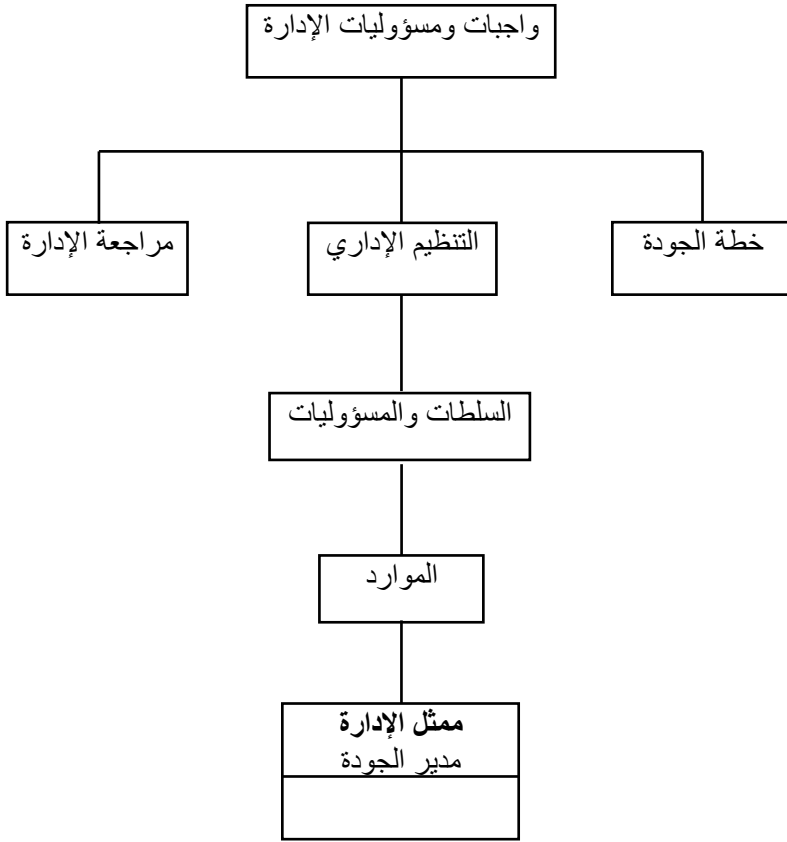 واجبات ومسؤوليات الإدارة
خطة الجودة
التنظيم الإداري
مراجعة الإدارة
السلطات والمسؤوليات
الموارد
ممثل الإدارة
مدير الجودة